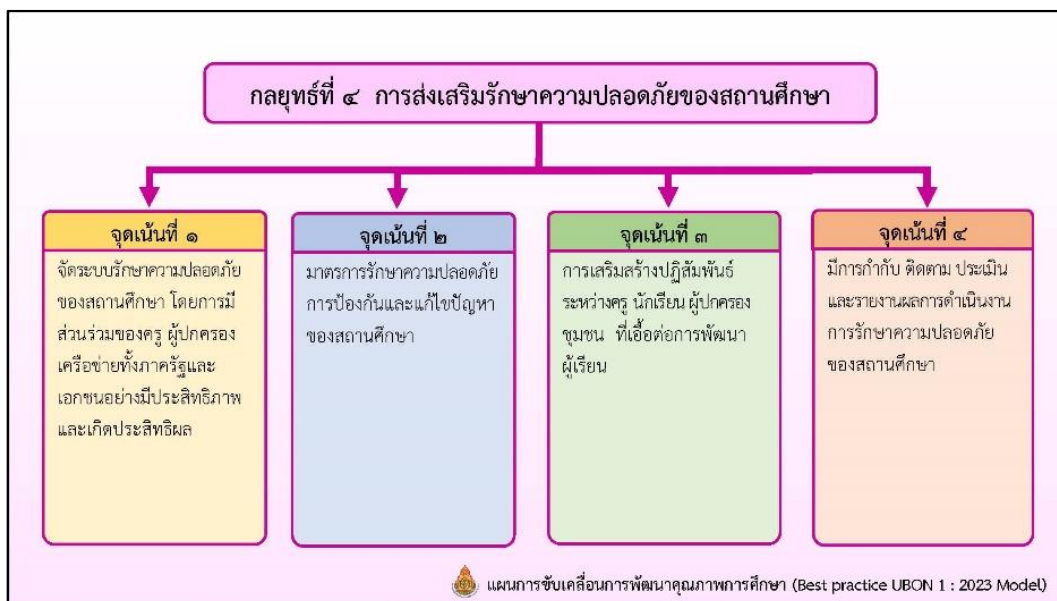 กลยุทธ์ที่ ๔ การส่งเสริมรักษาความปลอดภัยของสถานศึกษา
จุดเน้นที่ ๑
จัดระบบรักษาความปลอดภัย
ของสถานศึกษา โดยการมี
ส่วนร่วมของครู ผู้ปกครอง
เครือข่ายทั้งภาครัฐและ
เอกชนอย่างมีประสิทธิภาพ
และเกิดประสิทธิผล
จุดเน้นที่ ๒
มาตรการรักษาความปลอดภัย
การป้องกันและแก้ไขปัญหา
ของสถานศึกษา
จุดเน้นที่ ๓
การเสริมสร้างปฏิสัมพันธ์
ระหว่างครู นักเรียน ผู้ปกครอง
ชุมชน ที่เอื้อต่อการพัฒนา
ผู้เรียน
จุดเน้นที่ ๔
มีการกำกับ ติดตาม ประเมิน
และรายงานผลการดำเนินงาน
การรักษาความปลอดภัย
ของสถานศึกษา
แผนการขับเคลื่อนการพัฒนาคุณภาพการศึกษา (Best practice UBON 1 : 2023 Model)